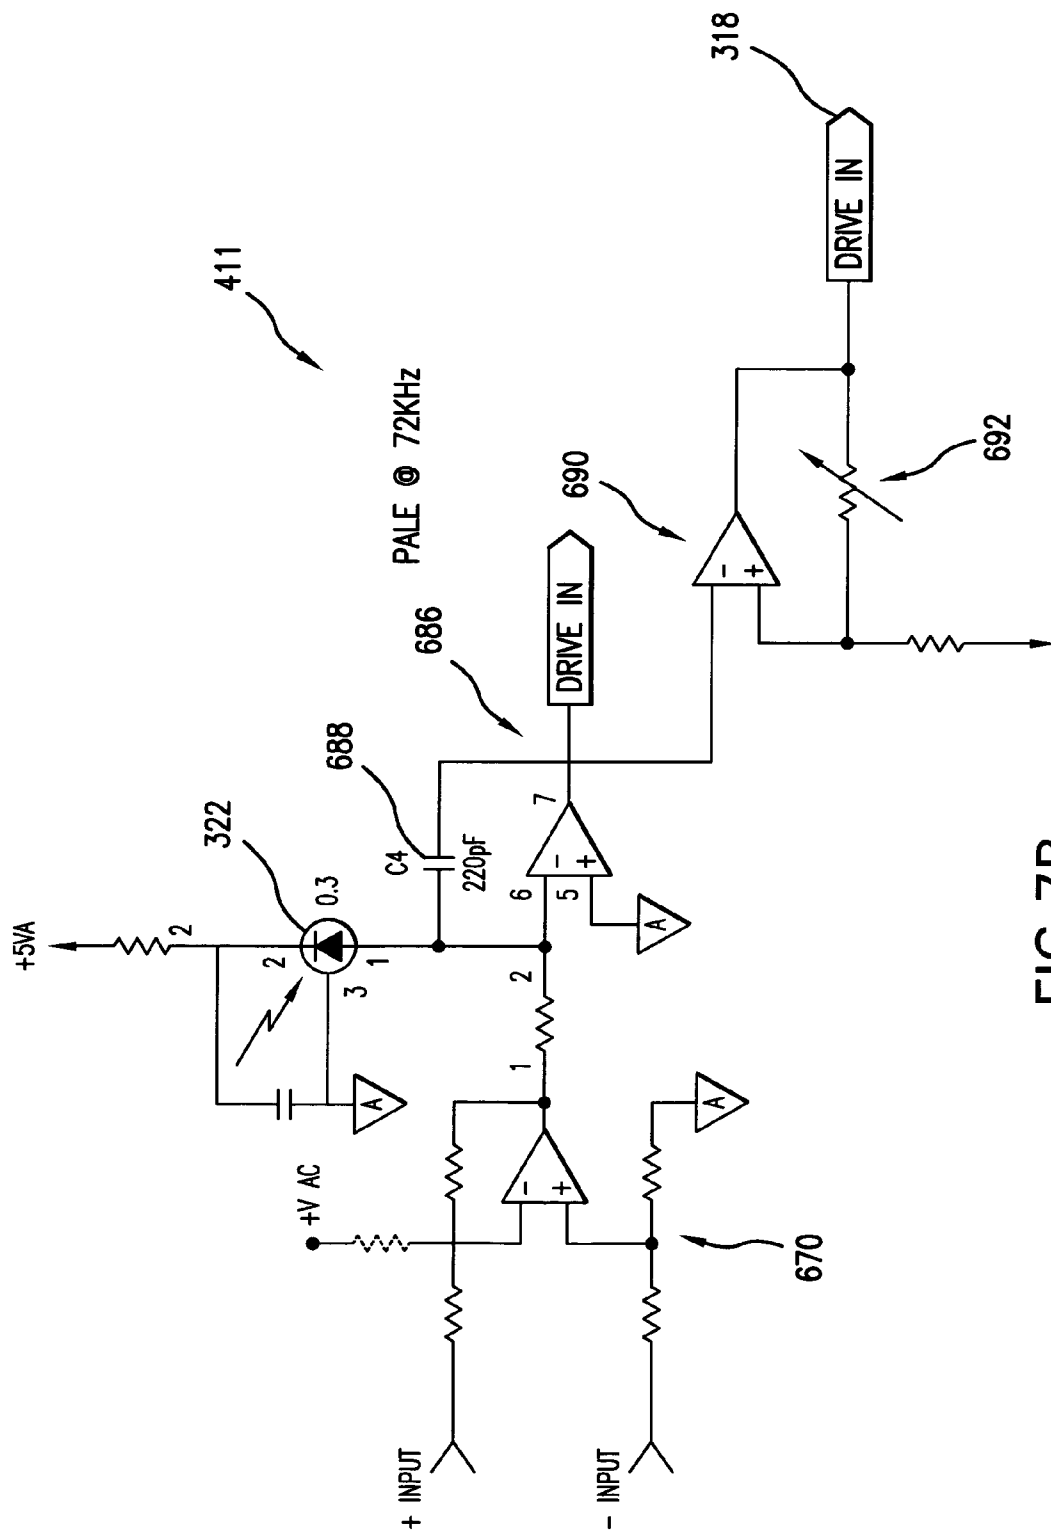 +5VA
2
322
411
2
0.3
+V AC
3
1
688
C4
PALE @ 72KHz
A
+ INPUT
686
220pF
1
2
6
7
-
+
5
-
+
DRIVE IN
690
- INPUT
A
A
318
-
+
670
DRIVE IN
692
FIG. 7B